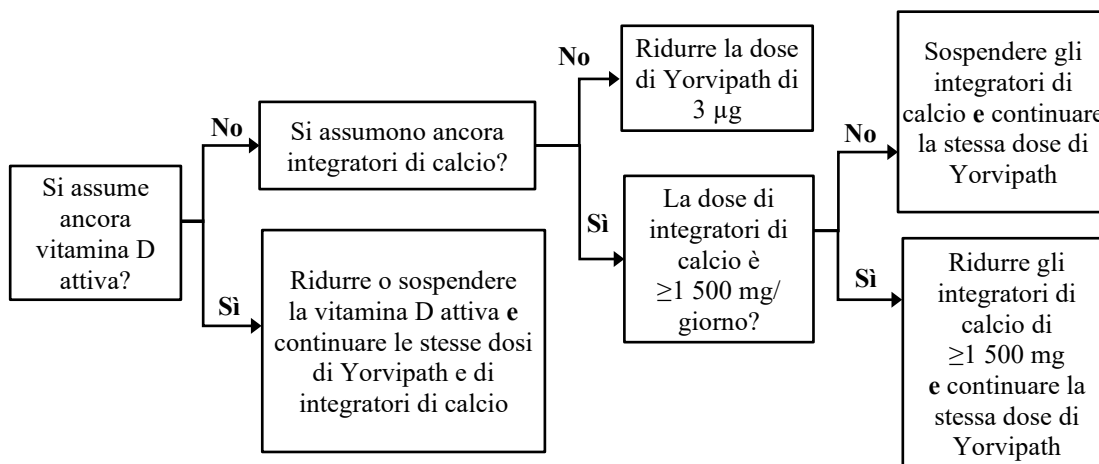 Si assume
ancora
vitamina D
attiva?
No
Si assumono ancora
integratori di calcio?
Sì
Ridurre o sospendere
la vitamina D attiva e
continuare le stesse dosi
di Yorvipath e di
integratori di calcio
No
Ridurre la dose
di Yorvipath di
3 µg
Sì
La dose di
integratori di
calcio è
≥1 500 mg/
giorno?
No
Sospendere gli
integratori di
calcio e continuare
la stessa dose di
Yorvipath
Sì
Ridurre gli
integratori di
calcio di
≥1 500 mg
e continuare la
stessa dose di
Yorvipath